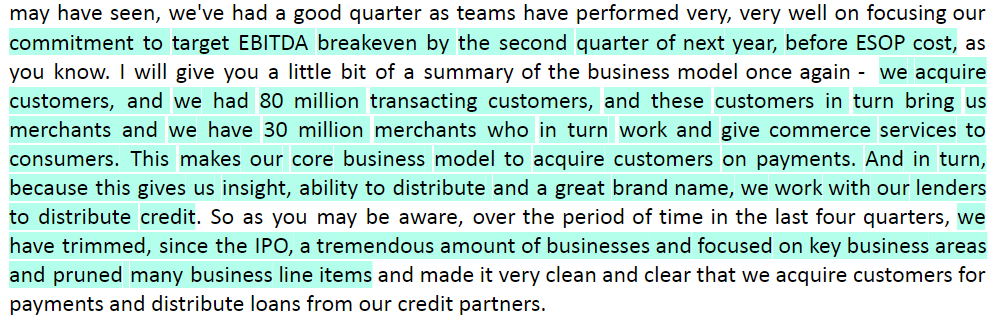 may have seen, we've had a good quarter as teams have performed very, very well on focusing our
commitment to target EBITDA breakeven by the second quarter of next year, before ESOP cost, as
you know. I will give you a little bit of a summary of the business model once again - we acquire
customers, and we had 80 million transacting customers, and these customers in turn bring us
merchants and we have 30 million merchants who in turn work and give commerce services to
consumers. This makes our core business model to acquire customers on payments. And in turn,
because this gives us insight, ability to distribute and a great brand name, we work with our lenders
to distribute credit. So as you may be aware, over the period of time in the last four quarters, we
have trimmed, since the IPO, a tremendous amount of businesses and focused on key business areas
and pruned many business line items and made it very clean and clear that we acquire customers for
payments and distribute loans from our credit partners.